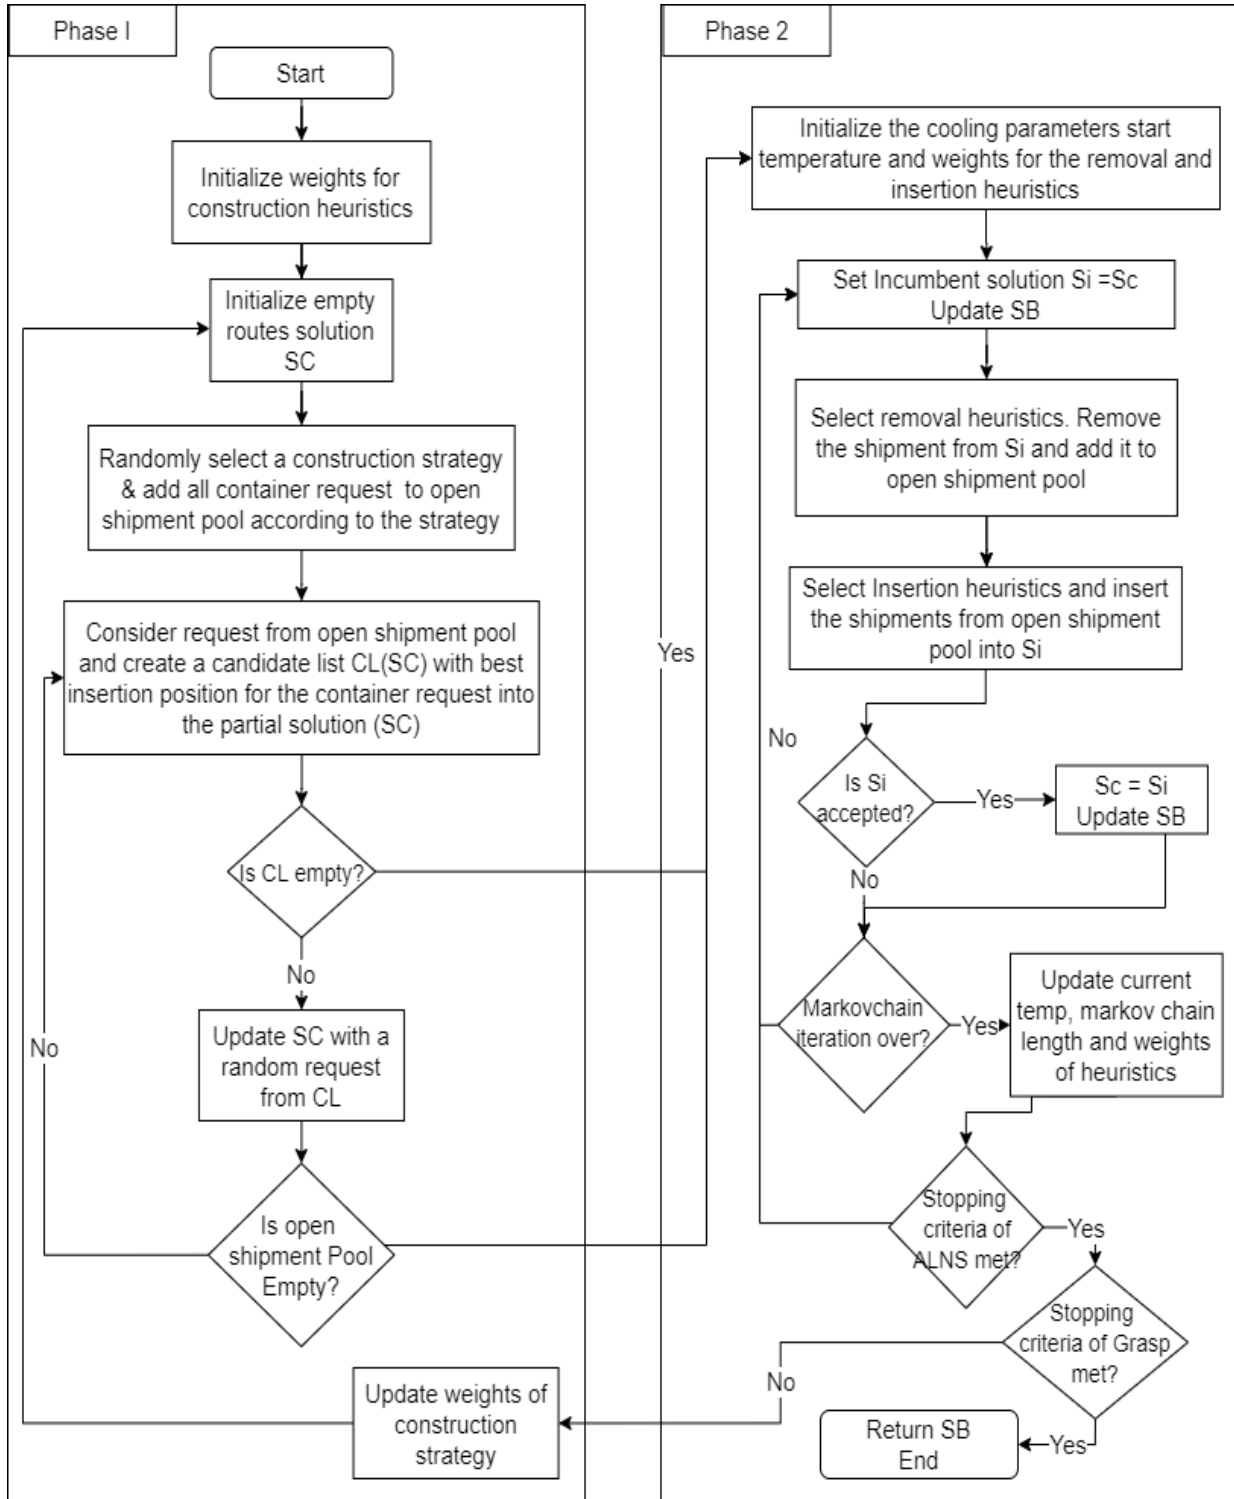 Phase I
Start
Initialize weights for
construction heuristics
Initialize empty
routes solution
SC
Randomly select a construction strategy
& add all container request to open
shipment pool according to the strategy
Consider request from open shipment pool
and create a candidate list CL(SC) with best
insertion position for the container request into
the partial solution (SC)
Is CL empty?
No
Update SC with a
random request
from CL
No
Is open
shipment Pool
Empty?
Update weights of
construction
strategy
Yes
Phase 2
Initialize the cooling parameters start
temperature and weights for the removal and
insertion heuristics
Set Incumbent solution Si =Sc
Update SB
Select removal heuristics. Remove
the shipment from Si and add it to
open shipment pool
Select Insertion heuristics and insert
the shipments from open shipment
pool into Si
No
Is Si
accepted?
Yes
Sc = Si
Update SB
No
Markovchain
iteration over?
Yes
Update current
temp, markov chain
length and weights
of heuristics
Stopping
criteria of
ALNS met?
Yes
Stopping
criteria of Grasp
met?
No
Yes
Return SB
End